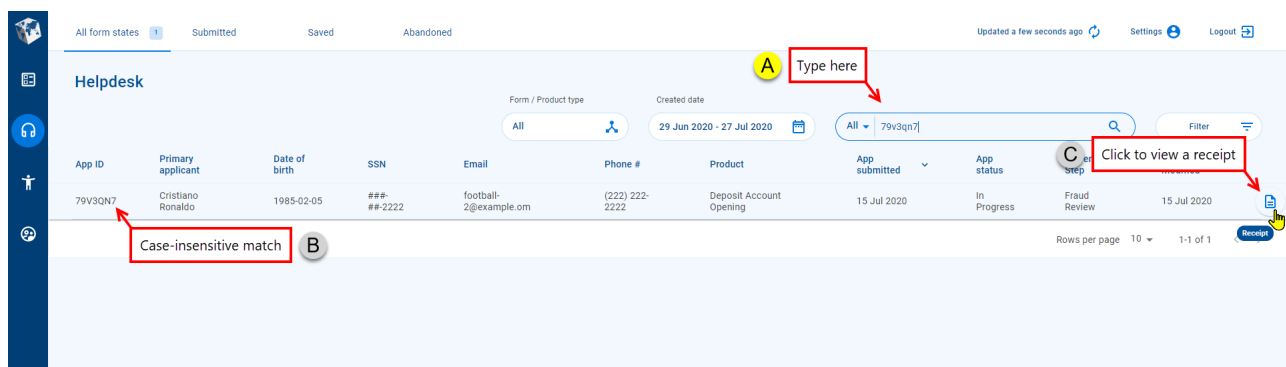 All form states 1 Submitted Saved Abandoned Updated a few seconds ago Settings Logout
A Type here
Helpdesk
Form / Product type Created date
All 29 Jun 2020 - 27 Jul 2020 All 79v3qn7 Filter
C Click to view a receipt
App ID Primary applicant Date of birth SSN Email Phone # Product App submitted App status Step
79V3QN7 Cristiano Ronaldo 1985-02-05 ###-##-2222 football-2@example.om (222) 222-2222 Deposit Account Opening 15 Jul 2020 In Progress Fraud Review 15 Jul 2020
Case-insensitive match B
Rows per page 10 1-1 of 1 Receipt